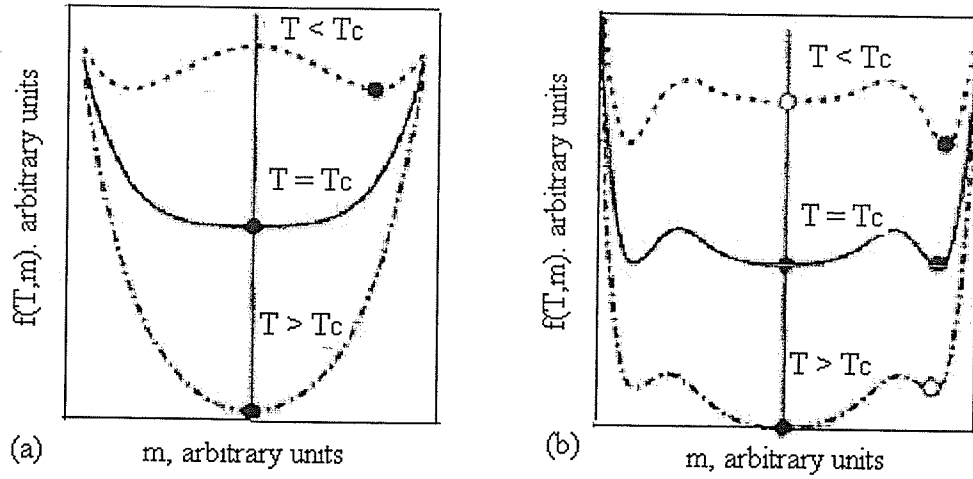 f(T,m). arbitrary units
T < Tc
T = Tc
T > Tc
(a)
m, arbitrary units
f(T,m). arbitrary units
T < Tc
T = Tc
T > Tc
(b)
m, arbitrary units